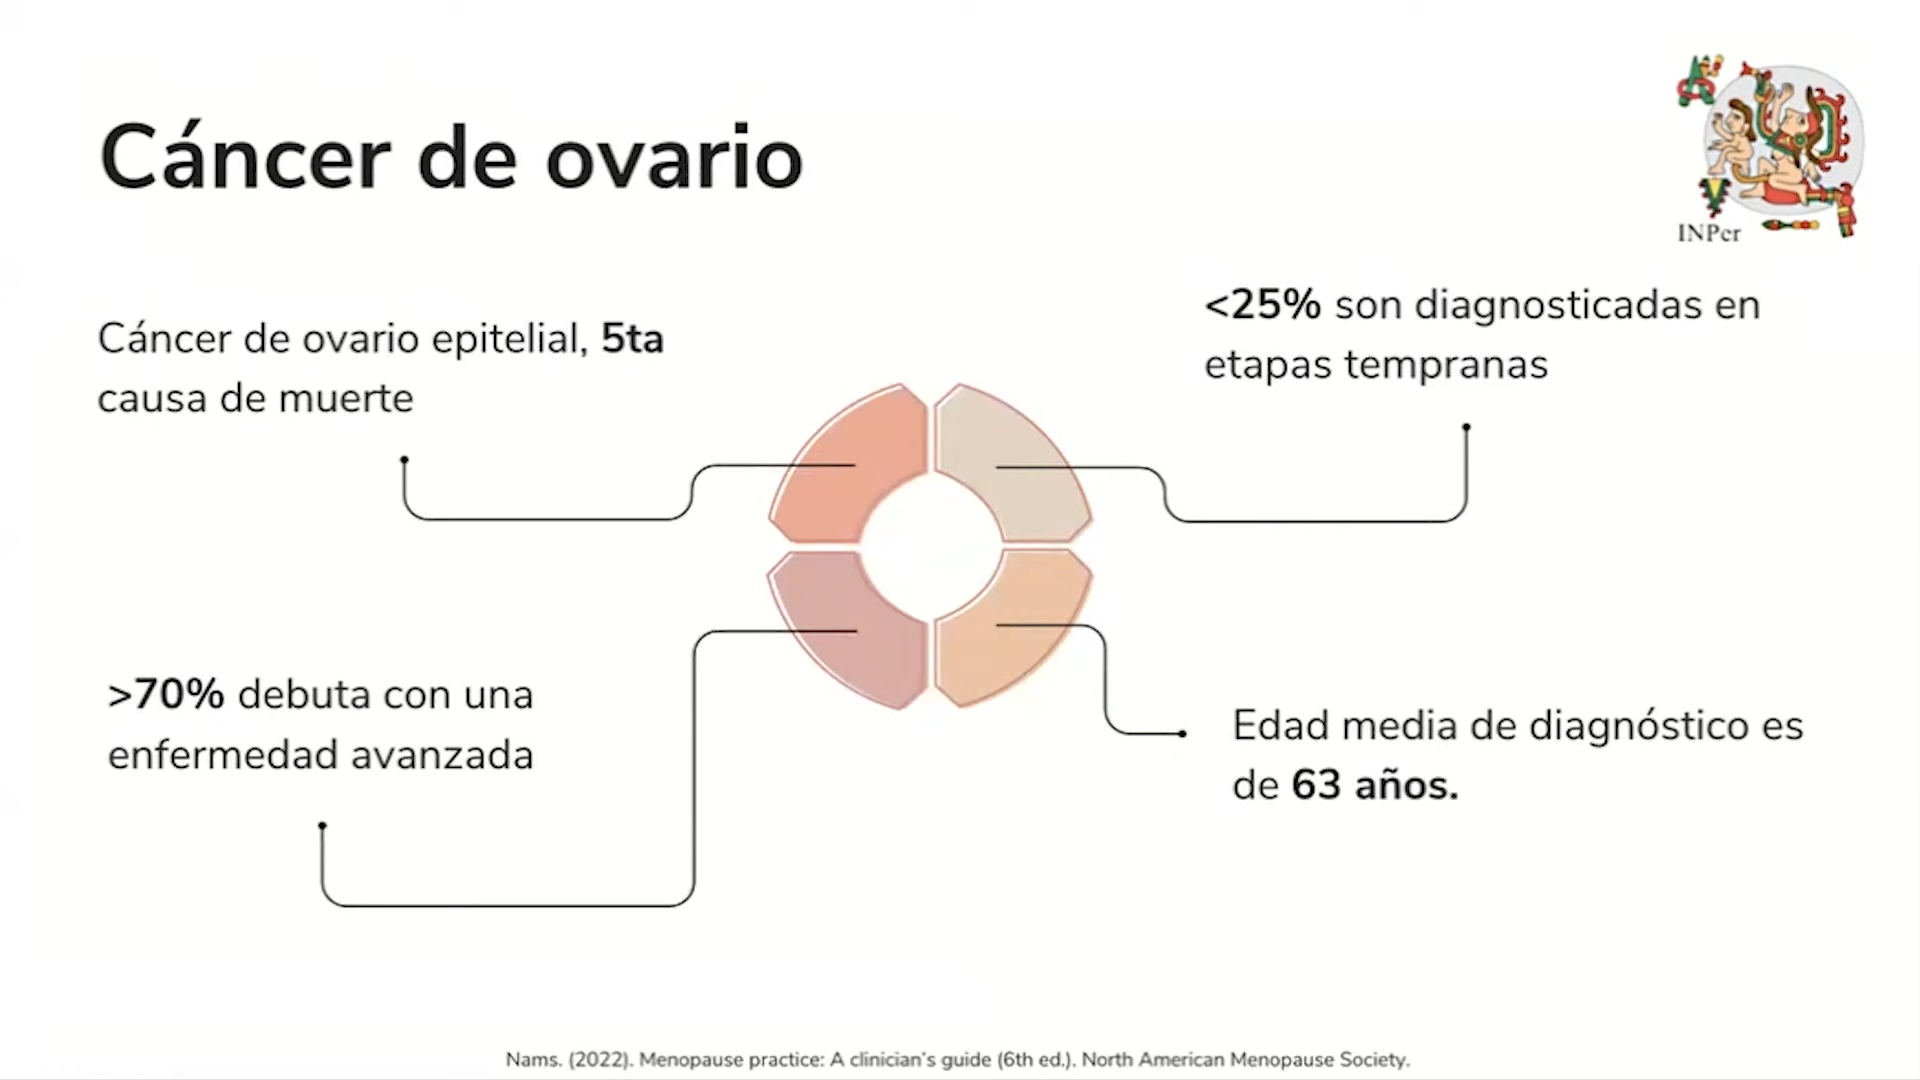 Cáncer de ovario
INPer
Cáncer de ovario epitelial, 5ta
causa de muerte
<25% son diagnosticadas en
etapas tempranas
>70% debuta con una
enfermedad avanzada
Edad media de diagnóstico es
de 63 años.
Nams. (2022). Menopause practice: A clinician's guide (6th ed.). North American Menopause Society.